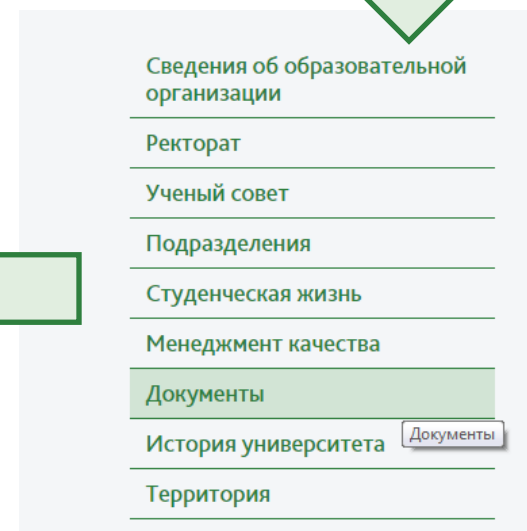 Сведения об образовательной
организации
Ректорат
Ученый совет
Подразделения
Студенческая жизнь
Менеджмент качества
Документы
История университета
Документы
Территория